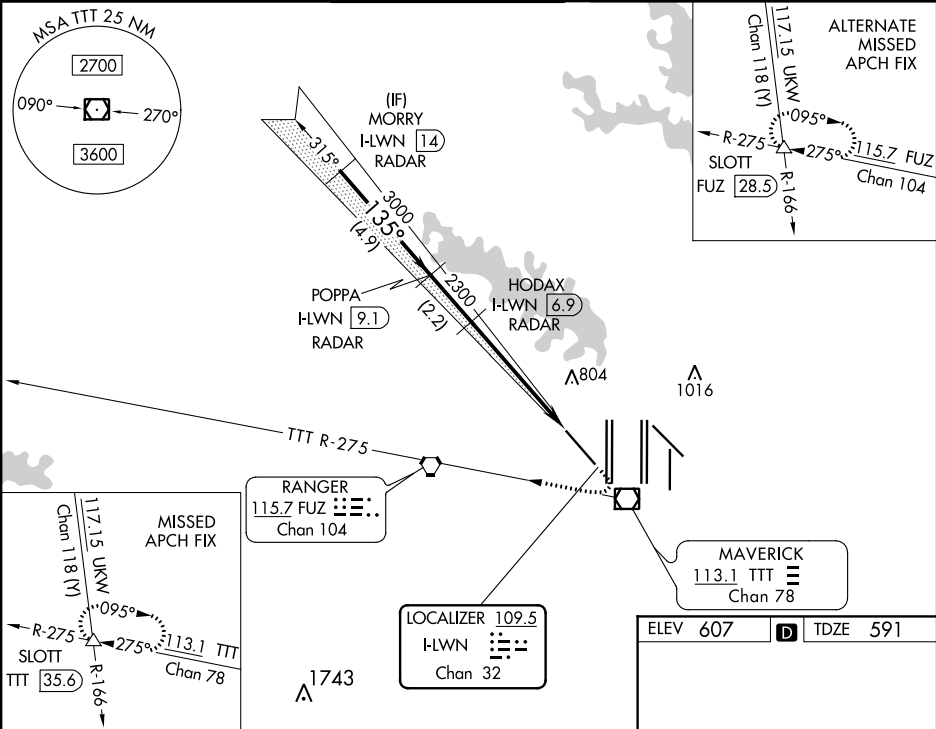 MSA TTT 25 NM
2700
090°
270°
3600
(IF)
MORRY
I-LWN 14
RADAR
315°
135°
3000
(4.9)
2300
(2.2)
POPPA
I-LWN 9.1
RADAR
HODAX
I-LWN 6.9
RADAR
804
1016
ALTERNATE
MISSED
APCH FIX
117.15 UKW
Chan 118 (Y)
095°
R-275
275°
115.7 FUZ
Chan 104
SLOTT
FUZ 28.5
R-166
TTT R-275
RANGER
115.7 FUZ
Chan 104
MAVERICK
113.1 TTT
Chan 78
LOCALIZER 109.5
I-LWN
Chan 32
MISSED
APCH FIX
117.15 UKW
Chan 118 (Y)
095°
R-275
275°
113.1 TTT
Chan 78
SLOTT
TTT 35.6
R-166
1743
ELEV 607 D TDZE 591